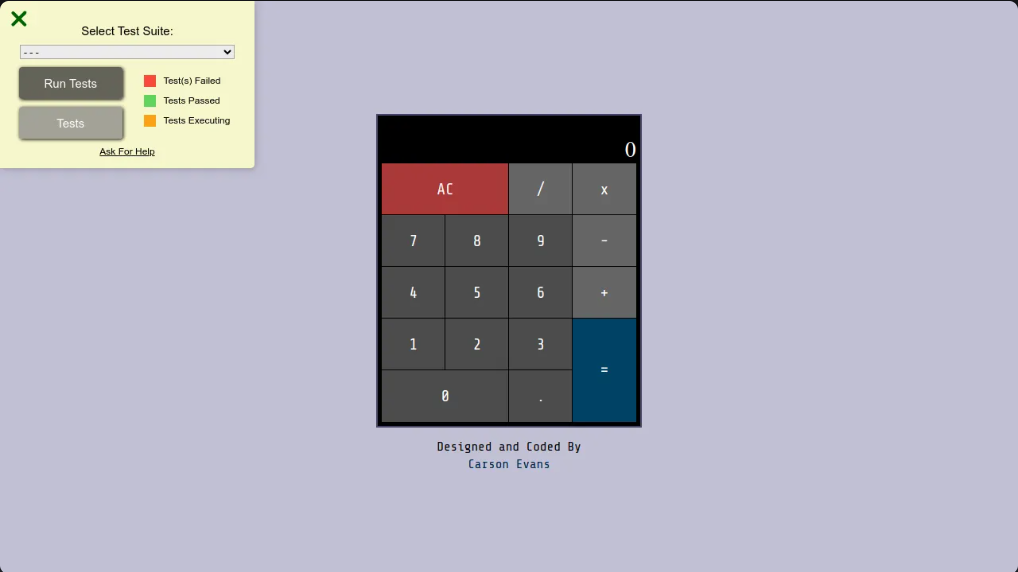 Select Test Suite:
- - -
Run Tests
Test(s) Failed
Tests Passed
Tests
Tests Executing
Ask For Help
0
AC / x
7 8 9 -
4 5 6 +
1 2 3
=
0 .
Designed and Coded By
Carson Evans